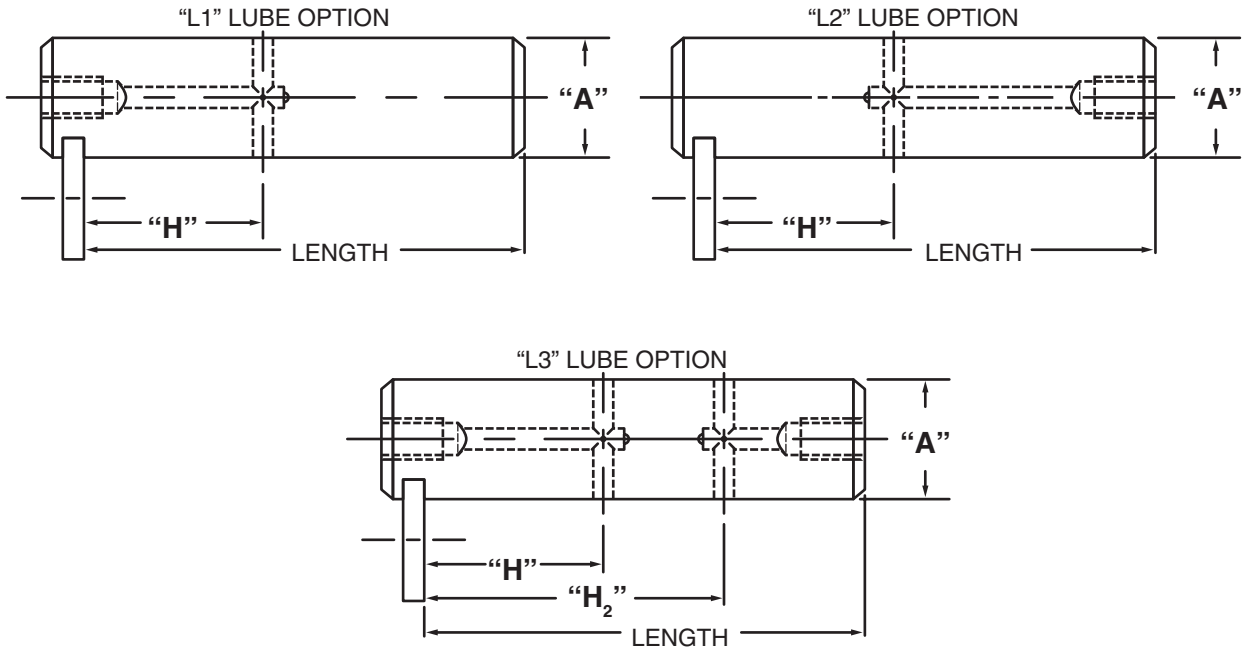 “L1” LUBE OPTION
“A”
“H”
LENGTH
“L2” LUBE OPTION
“A”
“H”
LENGTH
“L3” LUBE OPTION
“A”
“H”
“H₂”
LENGTH